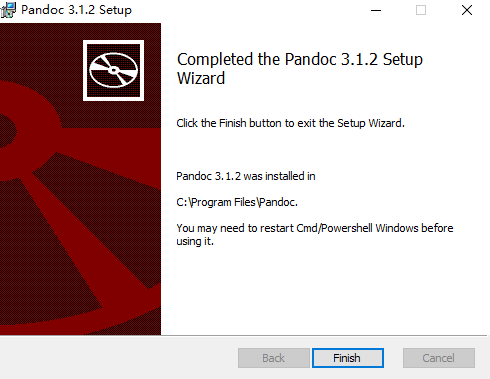 Pandoc 3.1.2 Setup
Completed the Pandoc 3.1.2 Setup
Wizard
Click the Finish button to exit the Setup Wizard.
Pandoc 3.1.2 was installed in
C:\Program Files\Pandoc.
You may need to restart Cmd/Powershell Windows before
using it.
Back
Finish
Cancel